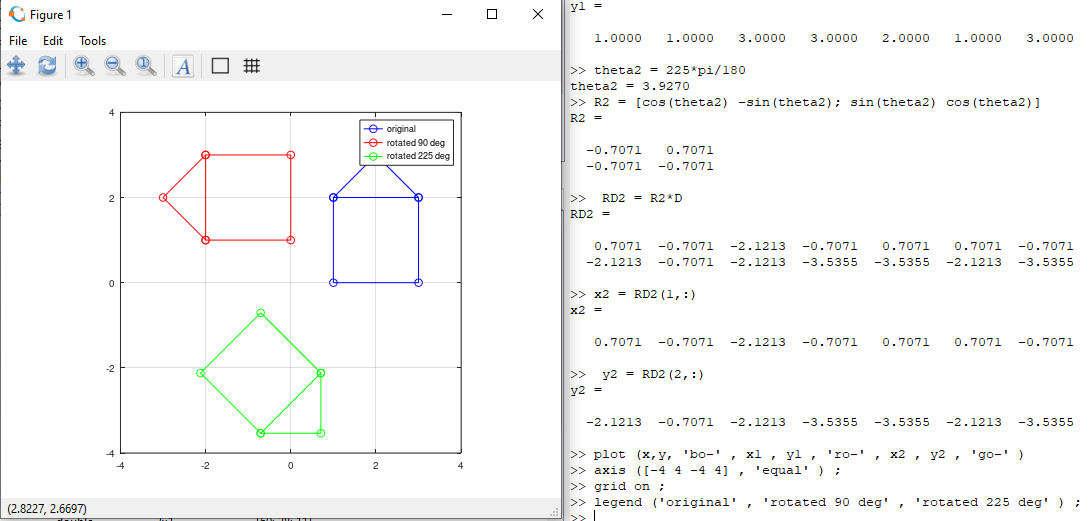 Figure 1
File Edit Tools
A
4
2
0
-2
-4
-4 -2 0 2 4
original
rotated 90 deg
rotated 225 deg
(2.8227, 2.6697)
y1 =
1.0000 1.0000 3.0000 3.0000 2.0000 1.0000 3.0000
>> theta2 = 225*pi/180
theta2 = 3.9270
>> R2 = [cos(theta2) -sin(theta2); sin(theta2) cos(theta2)]
R2 =
-0.7071 0.7071
-0.7071 -0.7071
>> RD2 = R2*D
RD2 =
0.7071 -0.7071 -2.1213 -0.7071 0.7071 0.7071 -0.7071
-2.1213 -0.7071 -2.1213 -3.5355 -3.5355 -2.1213 -3.5355
>> x2 = RD2(1,:)
x2 =
0.7071 -0.7071 -2.1213 -0.7071 0.7071 0.7071 -0.7071
>> y2 = RD2(2,:)
y2 =
-2.1213 -0.7071 -2.1213 -3.5355 -3.5355 -2.1213 -3.5355
>> plot (x,y, 'bo-' , x1 , y1 , 'ro-' , x2 , y2 , 'go-' )
>> axis ([-4 4 -4 4] , 'equal' ) ;
>> grid on ;
>> legend ('original' , 'rotated 90 deg' , 'rotated 225 deg' ) ;
>>